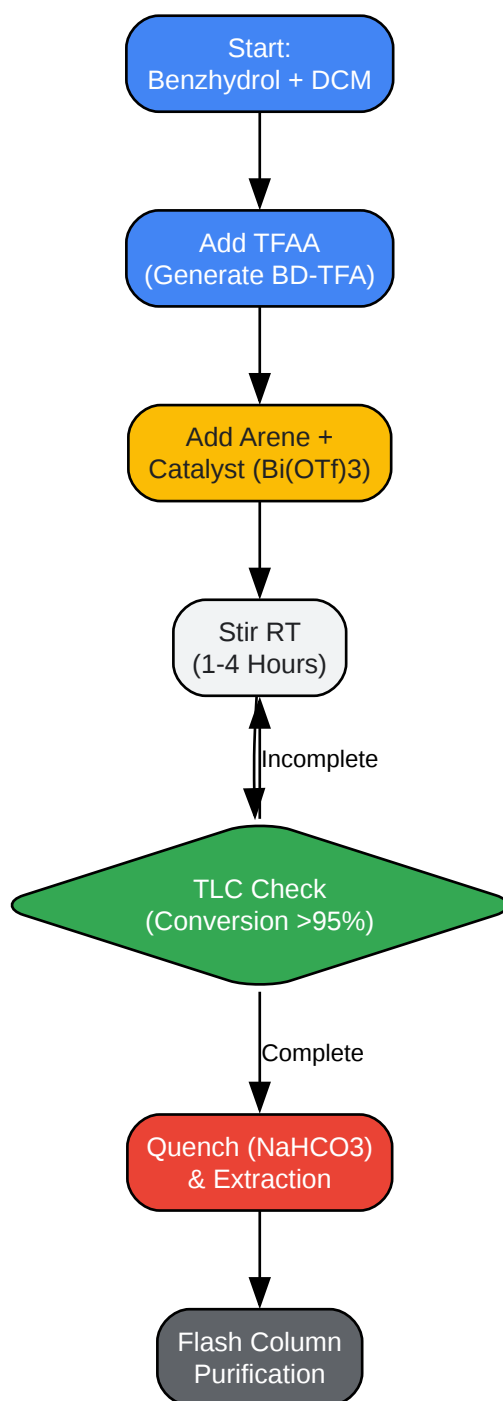 Start:
Benzhydrol + DCM
Add TFAA
(Generate BD-TFA)
Add Arene +
Catalyst (Bi(OTf)3)
Stir RT
(1-4 Hours)
Incomplete
TLC Check
(Conversion >95%)
Complete
Quench (NaHCO3)
& Extraction
Flash Column
Purification